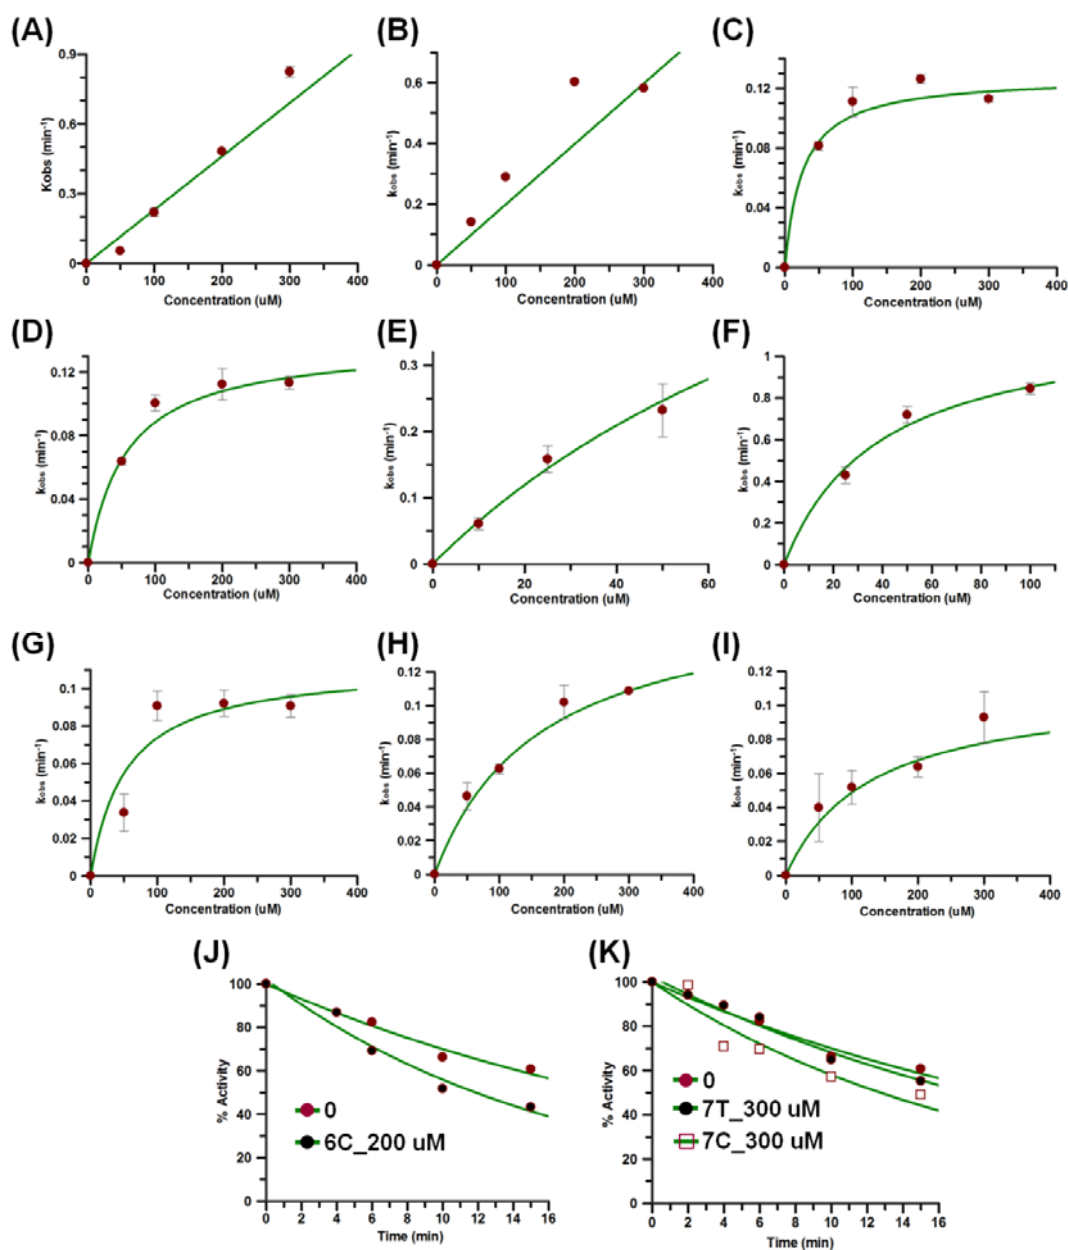 (A)
0.9
0.6
0.3
0
Kobs (min-1)
0 100 200 300 400
Concentration (uM)
(B)
0.6
0.4
0.2
0
kobs (min-1)
0 100 200 300 400
Concentration (uM)
(C)
0.12
0.08
0.04
0
kobs (min-1)
0 100 200 300 400
Concentration (uM)
(D)
0.12
0.08
0.04
0
kobs (min-1)
0 100 200 300 400
Concentration (uM)
(E)
0.3
0.2
0.1
0
kobs (min-1)
0 20 40 60
Concentration (uM)
(F)
1
0.8
0.6
0.4
0.2
0
kobs (min-1)
0 20 40 60 80 100
Concentration (uM)
(G)
0.1
0.08
0.06
0.04
0.02
0
kobs (min-1)
0 100 200 300 400
Concentration (uM)
(H)
0.12
0.1
0.08
0.06
0.04
0.02
0
kobs (min-1)
0 100 200 300 400
Concentration (uM)
(I)
0.12
0.1
0.08
0.06
0.04
0.02
0
kobs (min-1)
0 100 200 300 400
Concentration (uM)
(J)
100
80
60
40
20
0
% Activity
0
6C_200 uM
0 2 4 6 8 10 12 14 16
Time (min)
(K)
100
80
60
40
20
0
% Activity
0
7T_300 uM
7C_300 uM
0 2 4 6 8 10 12 14 16
Time (min)